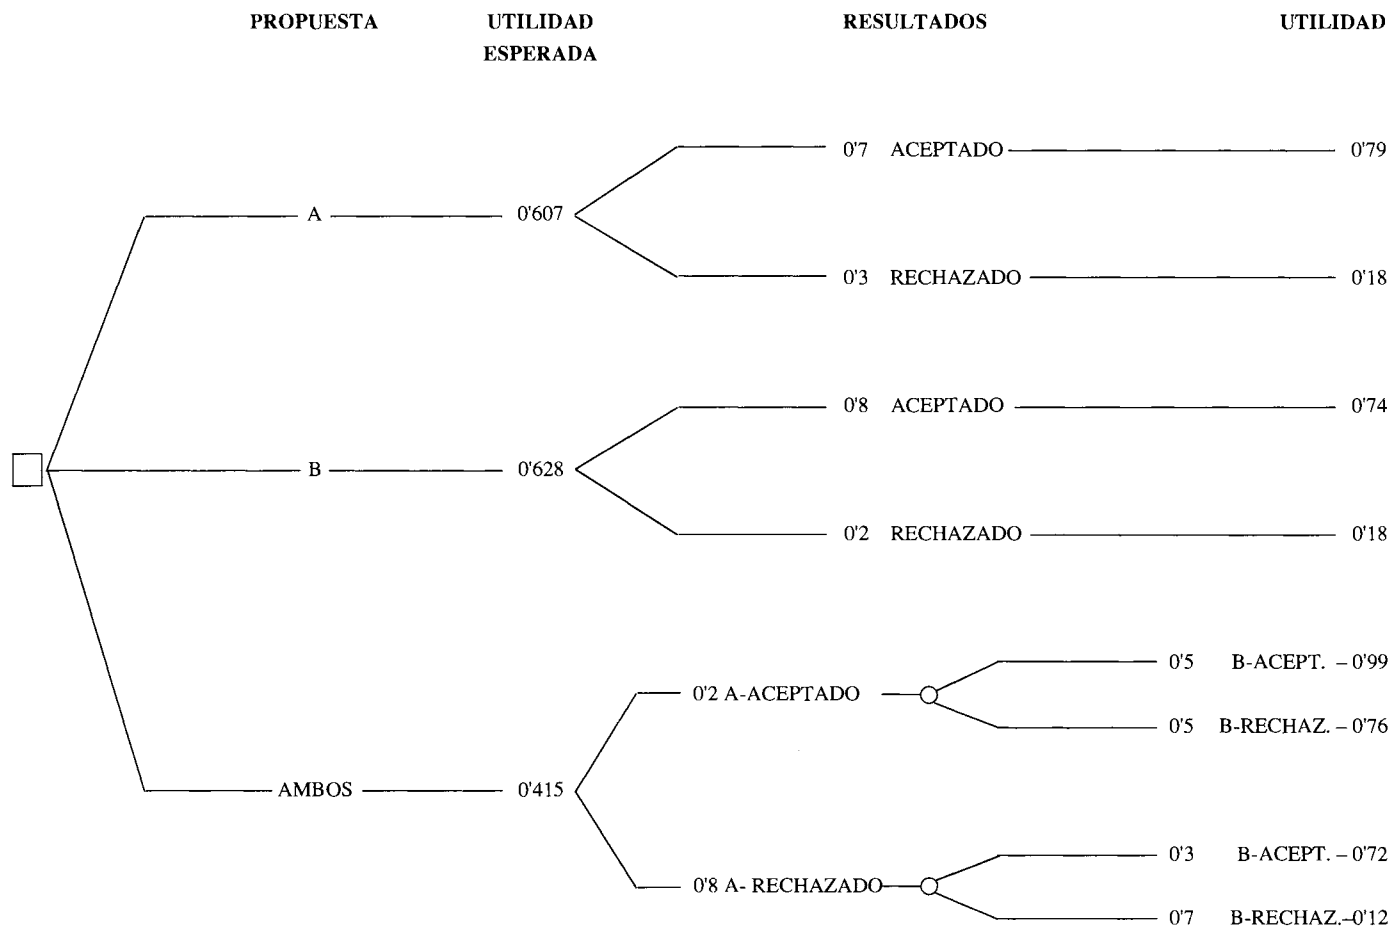 PROPUESTA UTILIDAD RESULTADOS UTILIDAD
ESPERADA
0'7 ACEPTADO 0'79
A 0'607
0'3 RECHAZADO 0'18
0'8 ACEPTADO 0'74
B 0'628
0'2 RECHAZADO 0'18
0'5 B-ACEPT. – 0'99
0'2 A-ACEPTADO
0'5 B-RECHAZ. – 0'76
AMBOS 0'415
0'3 B-ACEPT. – 0'72
0'8 A- RECHAZADO
0'7 B-RECHAZ.–0'12